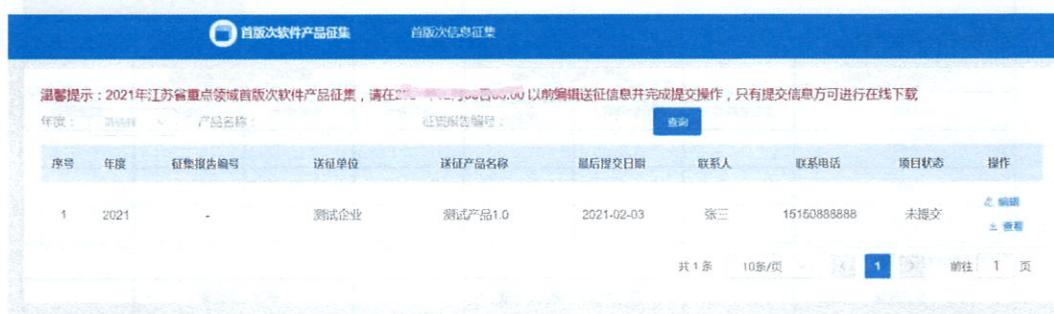 首版次软件产品征集 首版次信息征集
温馨提示：2021年江苏省重点领域首版次软件产品征集，请在 以前编辑送征信息并完成提交操作，只有提交信息方可进行在线下载
年度： 请选择 产品名称： 征集报告编号： 查询
序号 年度 征集报告编号 送征单位 送征产品名称 最后提交日期 联系人 联系电话 项目状态 操作
1 2021 - 测试企业 测试产品1.0 2021-02-03 张三 15150888888 未提交 编辑
查看
共1条 10条/页 < 1 > 前往 1 页